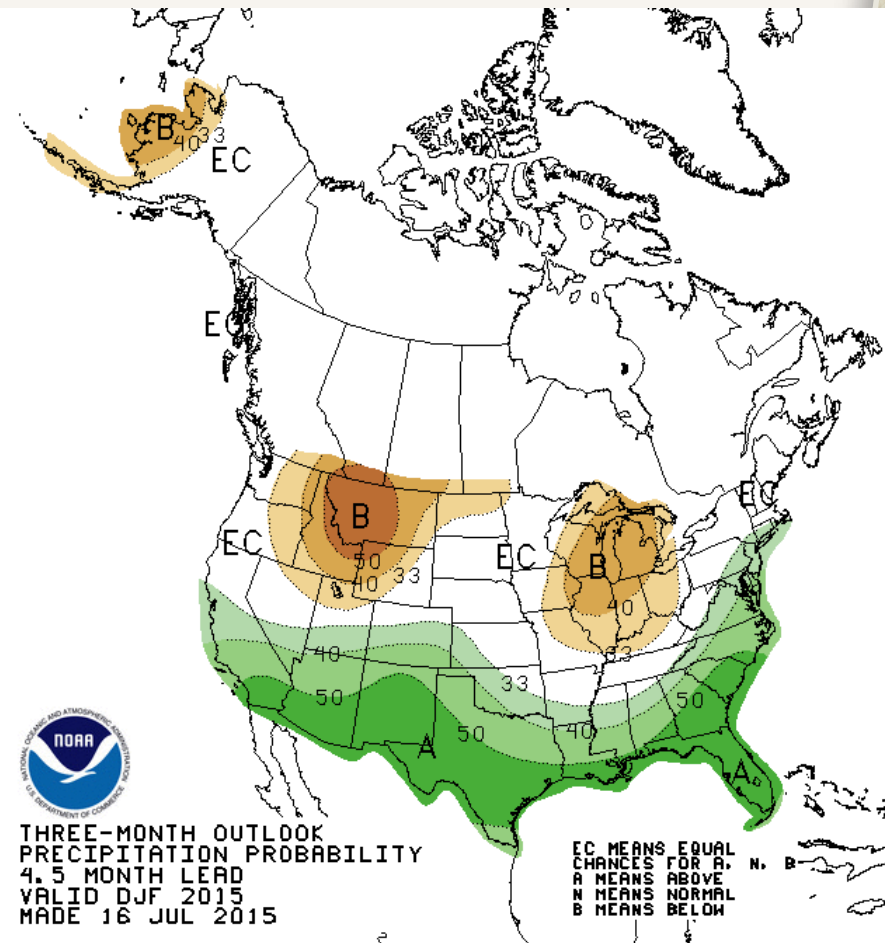 B
40
33
EC
EC
B
EC
50
40
33
EC
B
40
33
EC
40
50
33
50
40
50
A
A
NATIONAL OCEANIC AND ATMOSPHERIC ADMINISTRATION
NOAA
U.S. DEPARTMENT OF COMMERCE
THREE-MONTH OUTLOOK
PRECIPITATION PROBABILITY
4.5 MONTH LEAD
VALID DJF 2015
MADE 16 JUL 2015
EC MEANS EQUAL
CHANCES FOR A, N, B
A MEANS ABOVE
N MEANS NORMAL
B MEANS BELOW